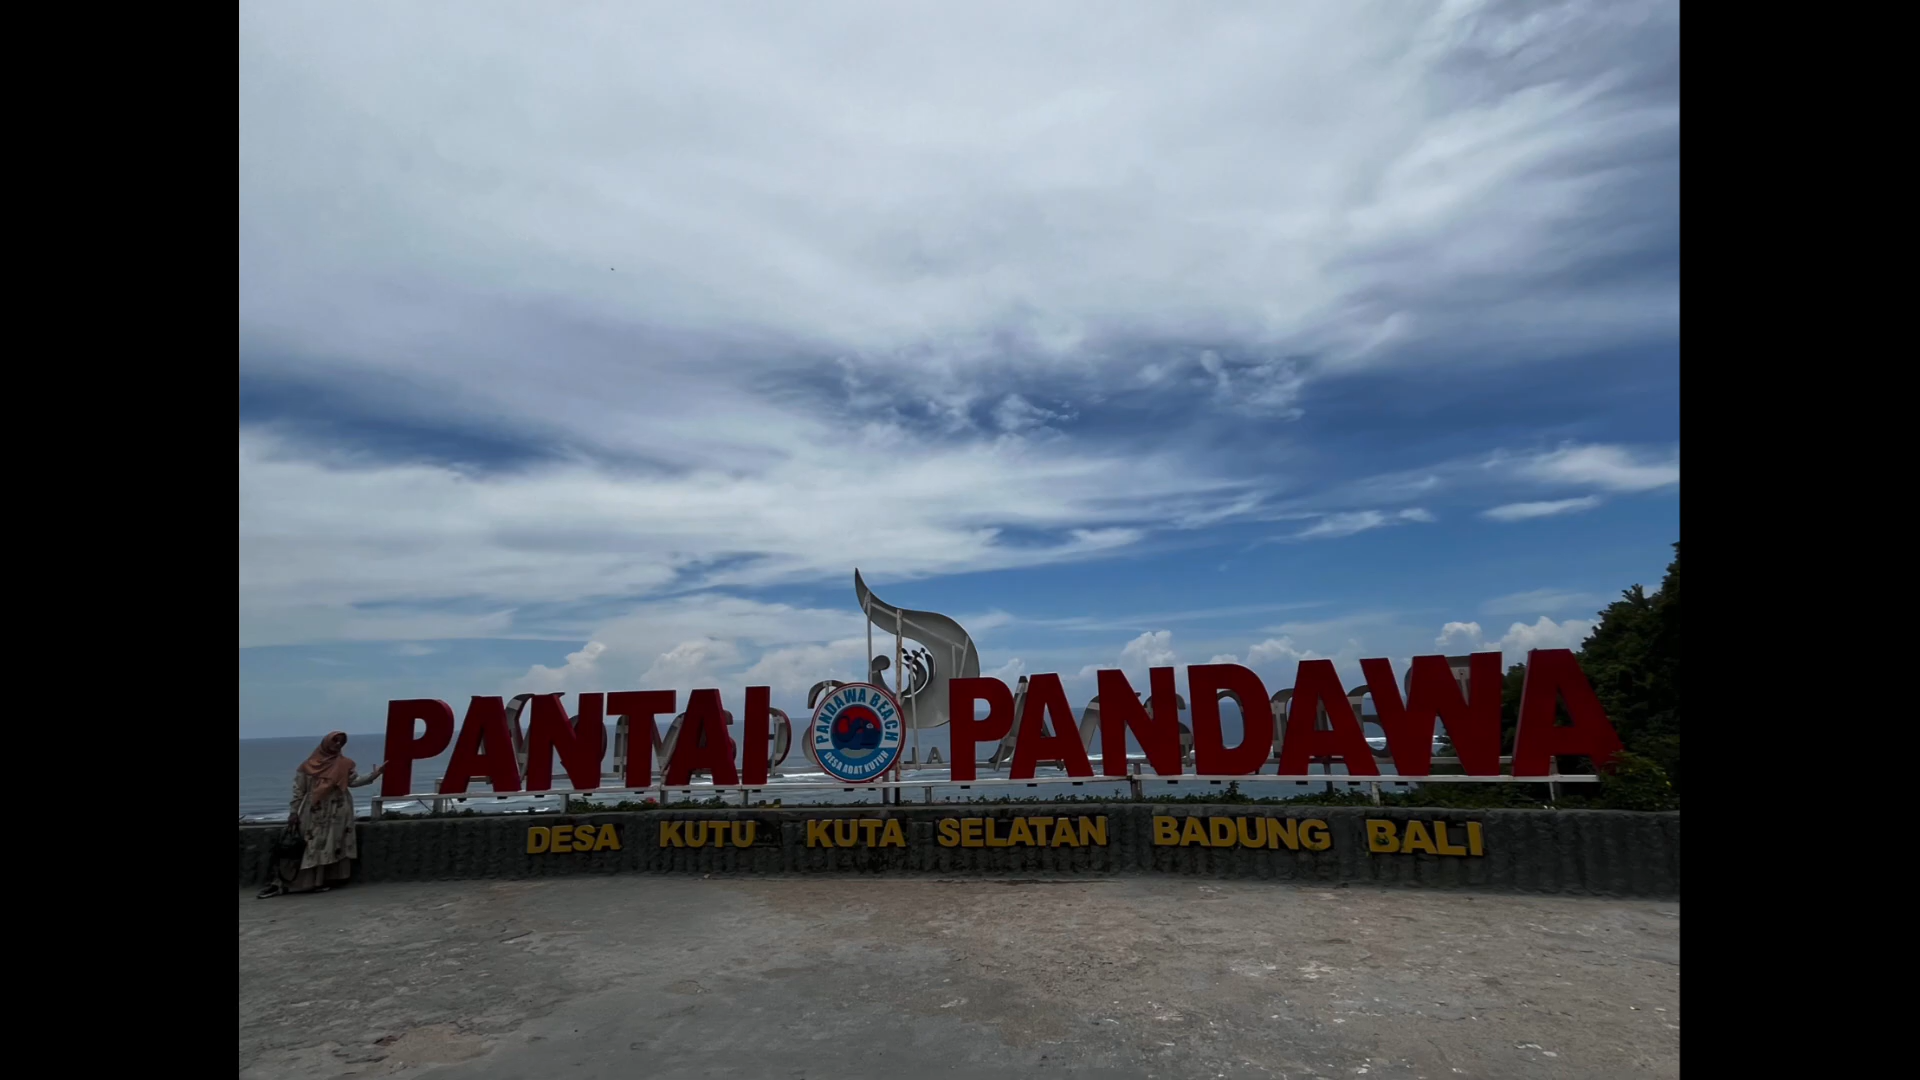 PANTAI PANDAWA
PANDAWA BEACH
DESA ADAT KUTUH
DESA KUTU KUTA SELATAN BADUNG BALI